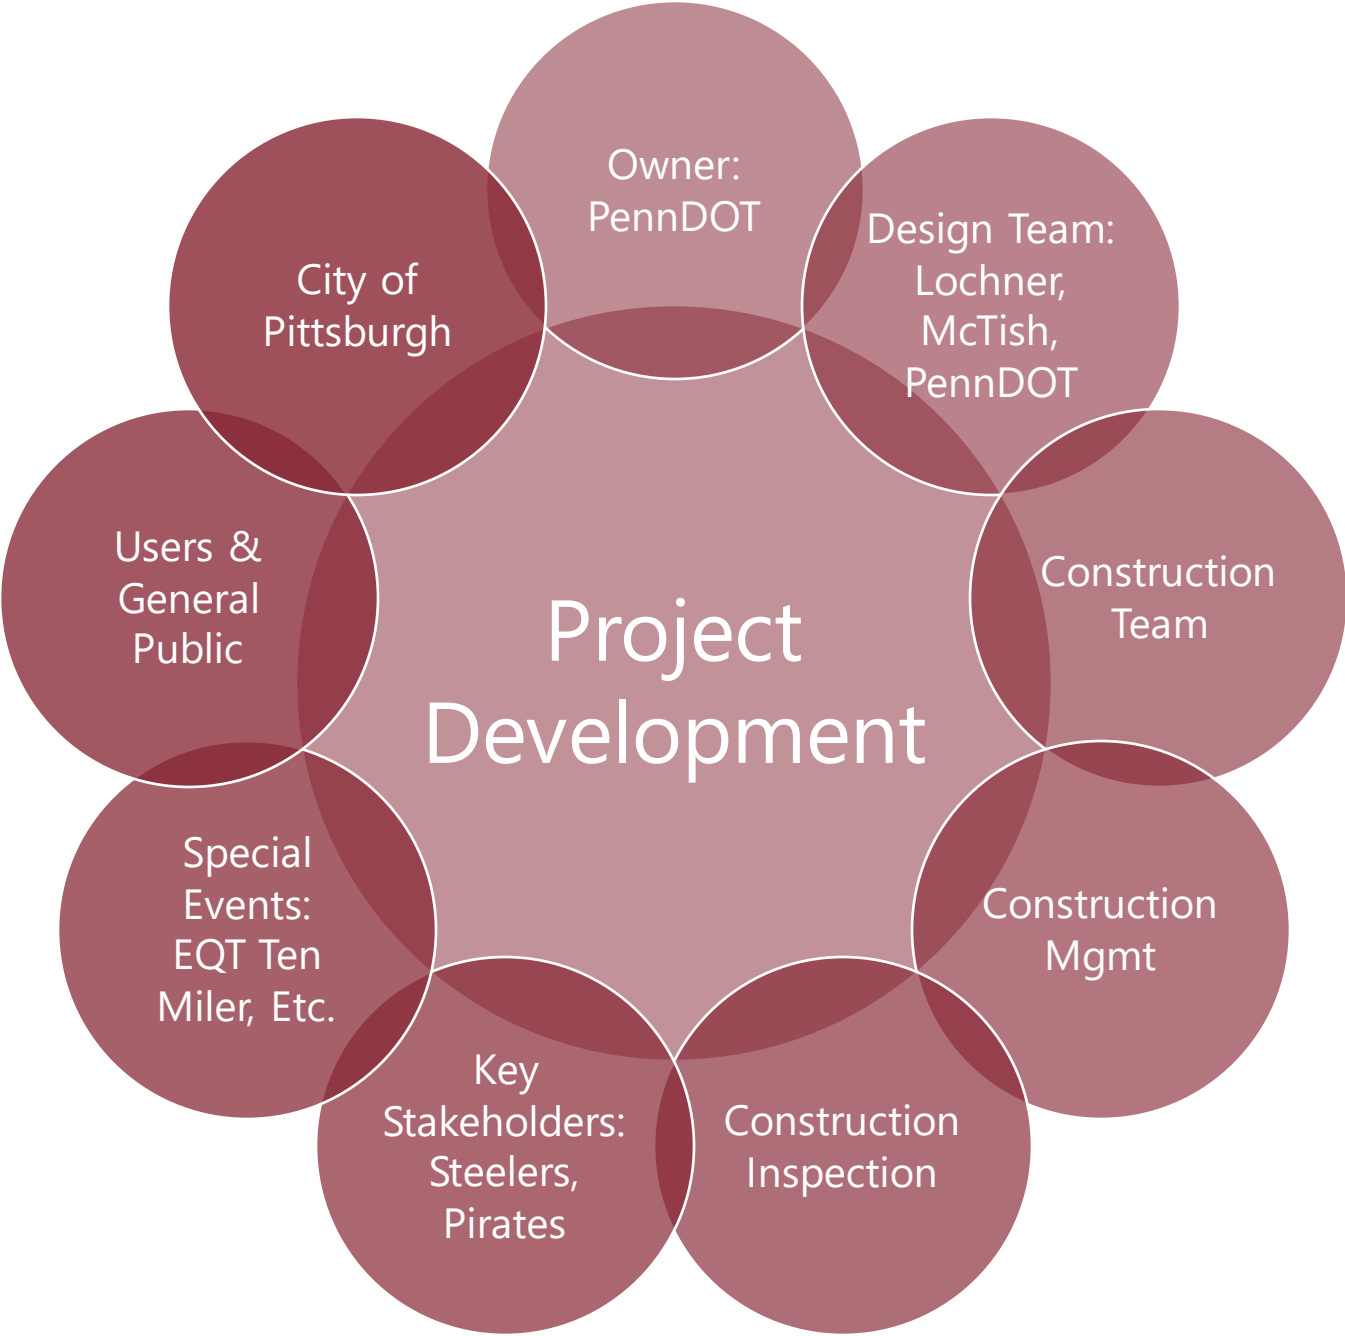 Owner:
PennDOT
Design Team:
Lochner,
McTish,
PennDOT
Construction
Team
Construction
Mgmt
Construction
Inspection
Key
Stakeholders:
Steelers,
Pirates
Special
Events:
EQT Ten
Miler, Etc.
Users &
General
Public
City of
Pittsburgh
Project
Development